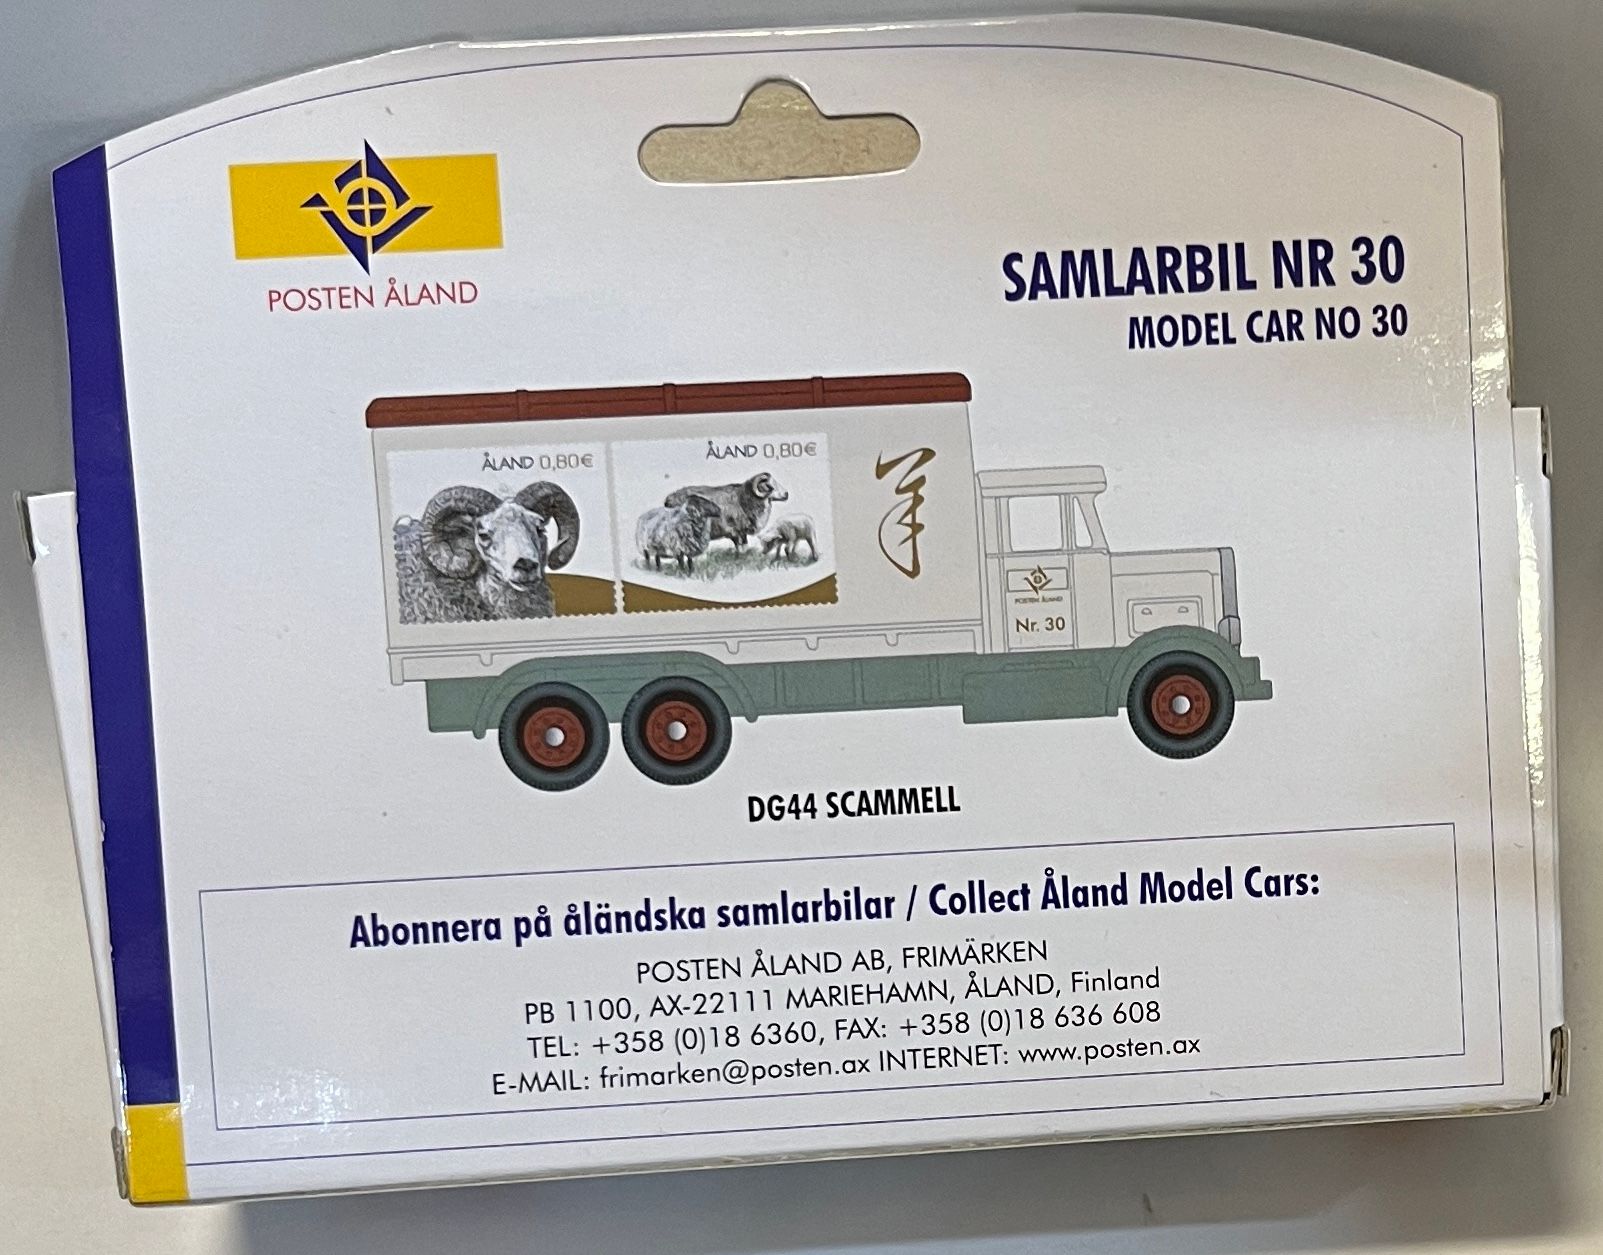 POSTEN ÅLAND
SAMLARBIL NR 30
MODEL CAR NO 30
ÅLAND 0,80€
ÅLAND 0,80€
羊
POSTEN ÅLAND
Nr. 30
DG44 SCAMMELL
Abonnera på åländska samlarbilar / Collect Åland Model Cars:
POSTEN ÅLAND AB, FRIMÄRKEN
PB 1100, AX-22111 MARIEHAMN, ÅLAND, Finland
TEL: +358 (0)18 6360, FAX: +358 (0)18 636 608
E-MAIL: frimarken@posten.ax INTERNET: www.posten.ax